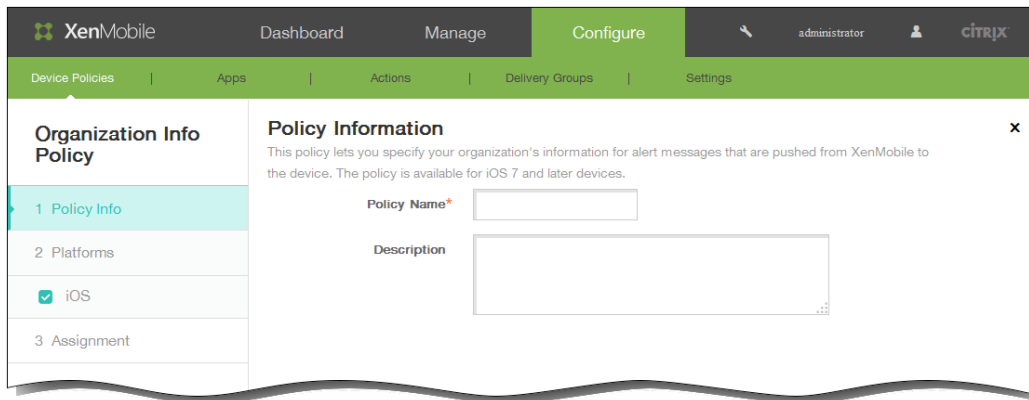 XenMobile Dashboard Manage Configure administrator CİTRIX
Device Policies | Apps | Actions | Delivery Groups | Settings
Organization Info
Policy
1 Policy Info
2 Platforms
iOS
3 Assignment
Policy Information
x
This policy lets you specify your organization's information for alert messages that are pushed from XenMobile to
the device. The policy is available for iOS 7 and later devices.
Policy Name*
Description